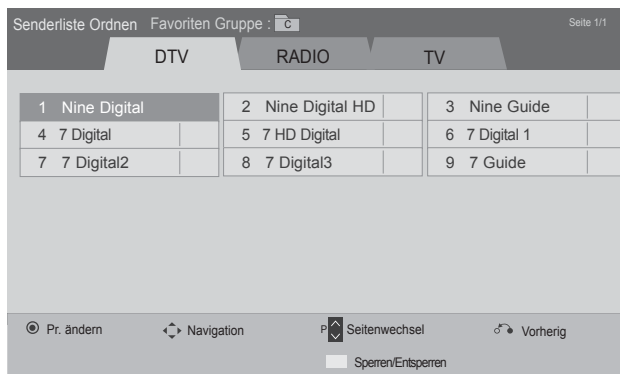 Senderliste Ordnen Favoriten Gruppe : C Seite 1/1
DTV RADIO TV
1 Nine Digital 2 Nine Digital HD 3 Nine Guide
4 7 Digital 5 7 HD Digital 6 7 Digital 1
7 7 Digital2 8 7 Digital3 9 7 Guide
Pr. ändern Navigation P Seitenwechsel Vorherig
Sperren/Entsperren